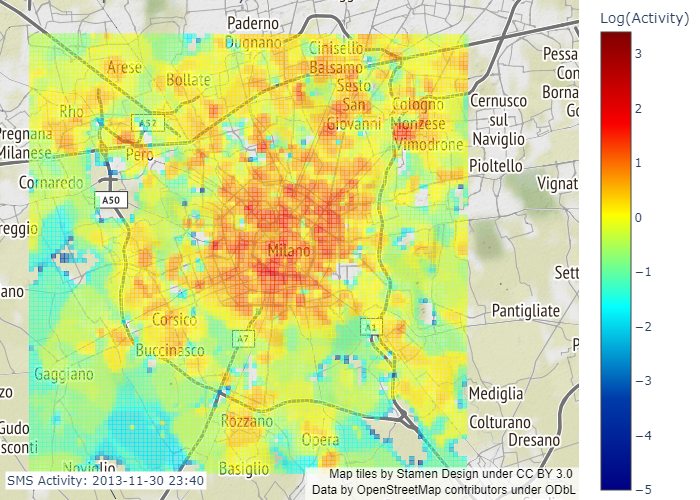 Log(Activity)
3
2
1
0
−1
−2
−3
−4
−5
Paderno
Dugnano
Cinisello
Balsamo
Arese
Bollate
Sesto
San
Giovanni
Cologno
Monzese
Vimodrone
Cernusco
sul
Naviglio
Pessa
Con
Borna
Go
Rho
A52
Pregnana
Milanese
Pero
Pioltello
Cornaredo
A50
Vignat
reggio
Milano
Sett
ano
Pantigliate
Corsico
A1
A7
Buccinasco
P
Gaggiano
zo
Mediglia
Rozzano
Colturano
Gudo
Dresano
sconti
Opera
Noviglio
Basiglio
SMS Activity: 2013-11-30 23:40
Map tiles by Stamen Design under CC BY 3.0
Data by OpenStreetMap contributors under ODbL